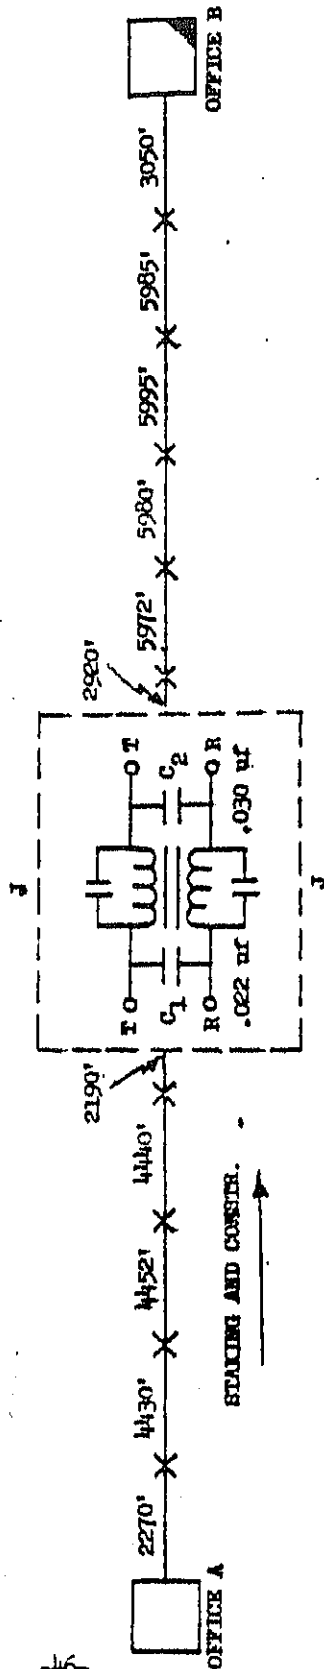 OFFICE A
2270'
4430'
4452'
4440'
2190'
J
T
T
C1
C2
R
R
.022 uf
.030 uf
J
2920'
5972'
5980'
5995'
5985'
3050'
OFFICE B
STAKING AND CONSTR.